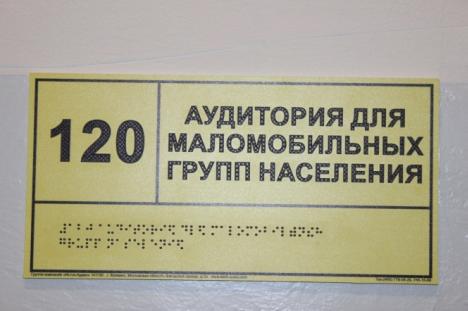 120
АУДИТОРИЯ ДЛЯ
МАЛОМОБИЛЬНЫХ
ГРУПП НАСЕЛЕНИЯ